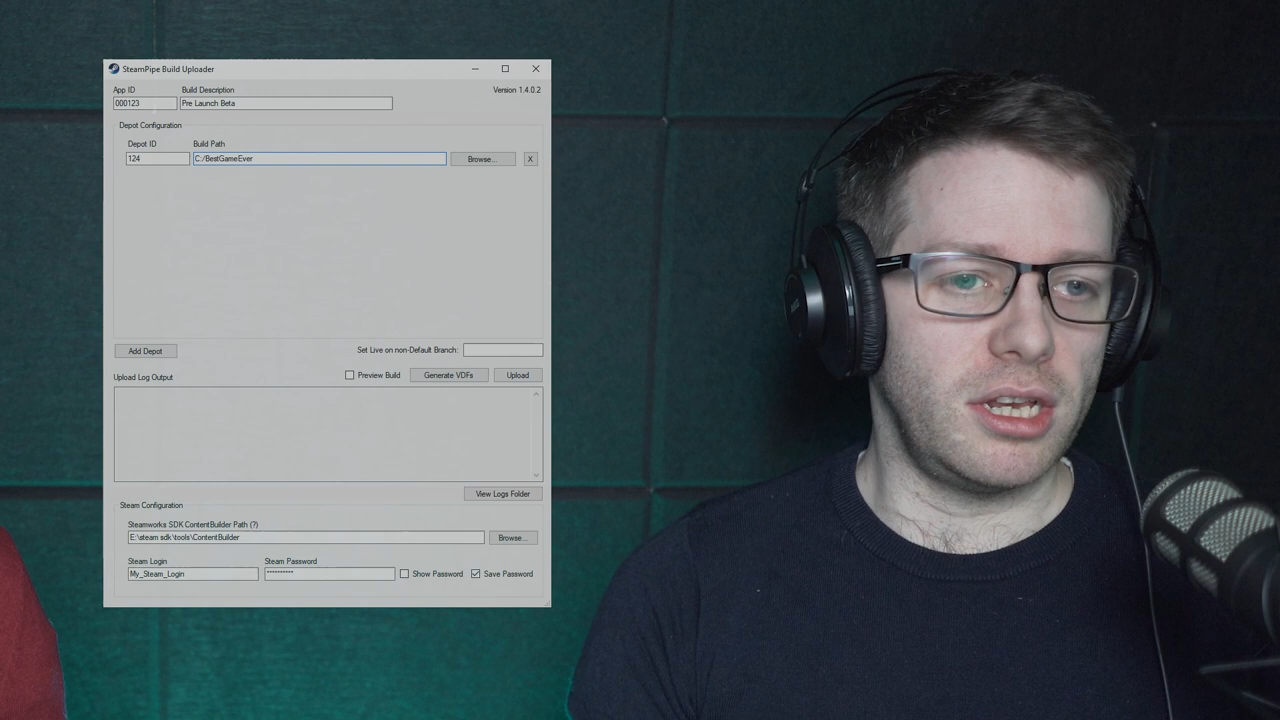 SteamPipe Build Uploader
App ID Build Description Version 1.4.0.2
000123 Pre Launch Beta
Depot Configuration
Depot ID Build Path
124 C:/BestGameEver Browse... X
Add Depot Set Live on non-Default Branch:
Upload Log Output Preview Build Generate VDFs Upload
View Logs Folder
Steam Configuration
Steamworks SDK ContentBuilder Path (?)
E:\steam sdk\tools\ContentBuilder Browse...
Steam Login Steam Password
My_Steam_Login ********** Show Password Save Password